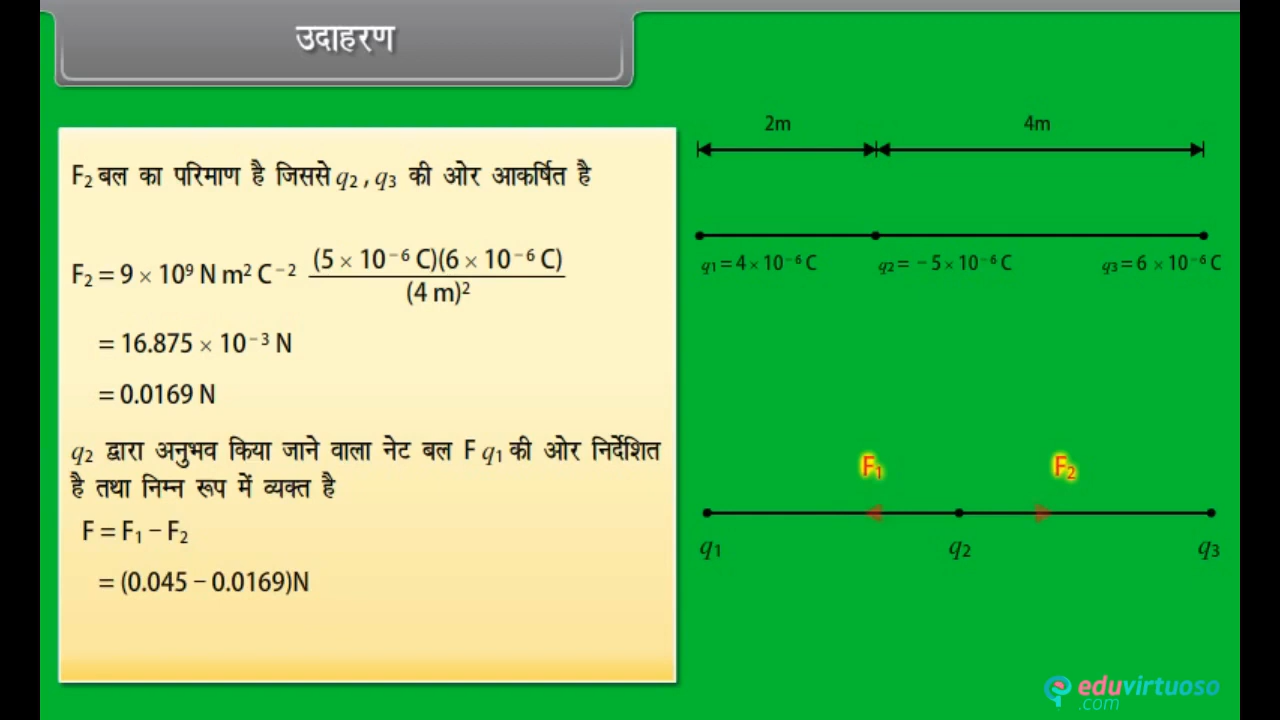 उदाहरण
F₂ बल का परिमाण है जिससे q₂ , q₃ की ओर आकर्षित है
F₂ = 9 × 10⁹ N m² C⁻² (5 × 10⁻⁶ C)(6 × 10⁻⁶ C)
(4 m)²
= 16.875 × 10⁻³ N
= 0.0169 N
q₂ द्वारा अनुभव किया जाने वाला नेट बल F q₁ की ओर निर्देशित
है तथा निम्न रूप में व्यक्त है
F = F₁ − F₂
= (0.045 − 0.0169)N
2m 4m
q₁ = 4 × 10⁻⁶ C q₂ = − 5 × 10⁻⁶ C q₃ = 6 × 10⁻⁶ C
F₁ F₂
q₁ q₂ q₃
eduvirtuoso
.com